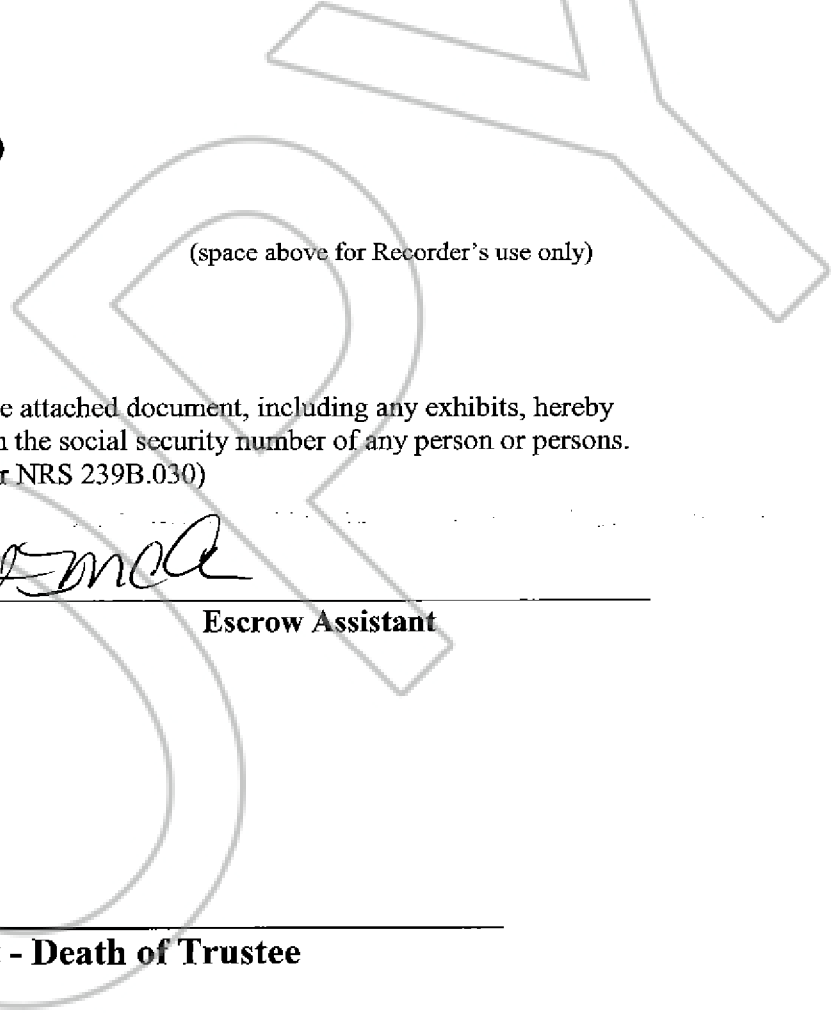 (space above for Recorder's use only)
e attached document, including any exhibits, hereby
the social security number of any person or persons.
NRS 239B.030)
Escrow Assistant
- Death of Trustee